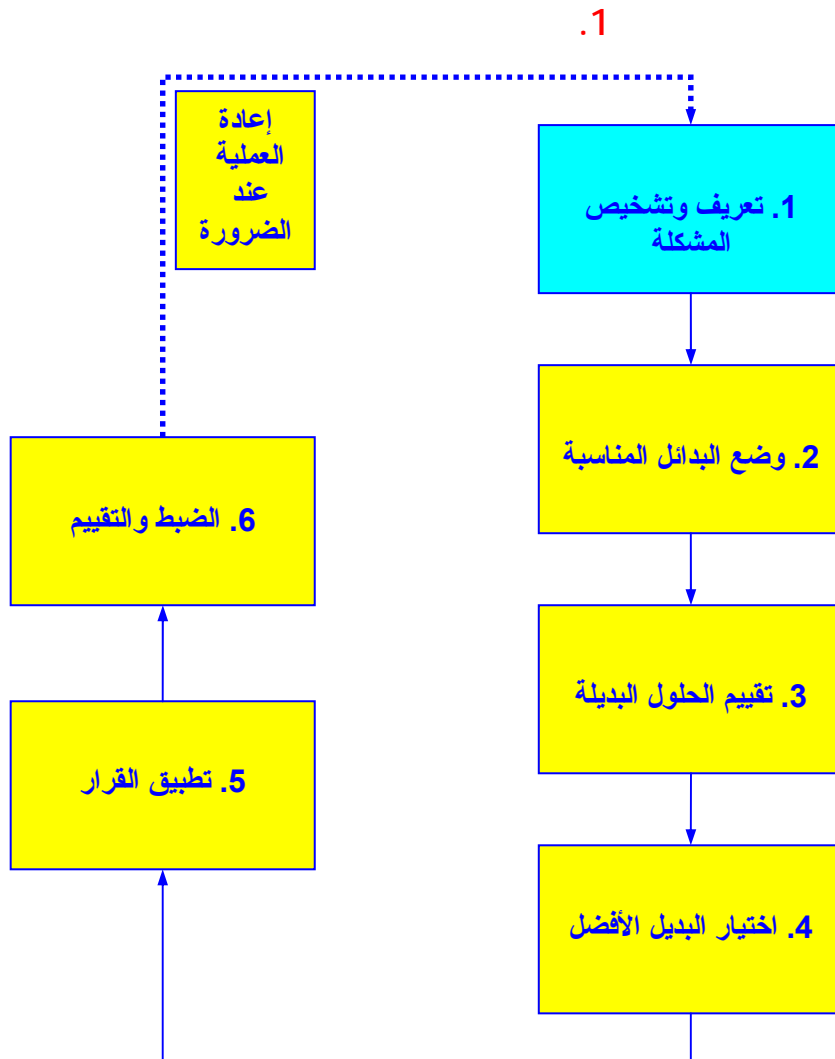 .1
إعادة
العملية
عند
الضرورة
1. تعريف وتشخيص
المشكلة
2. وضع البدائل المناسبة
3. تقييم الحلول البديلة
4. اختيار البديل الأفضل
5. تطبيق القرار
6. الضبط والتقييم